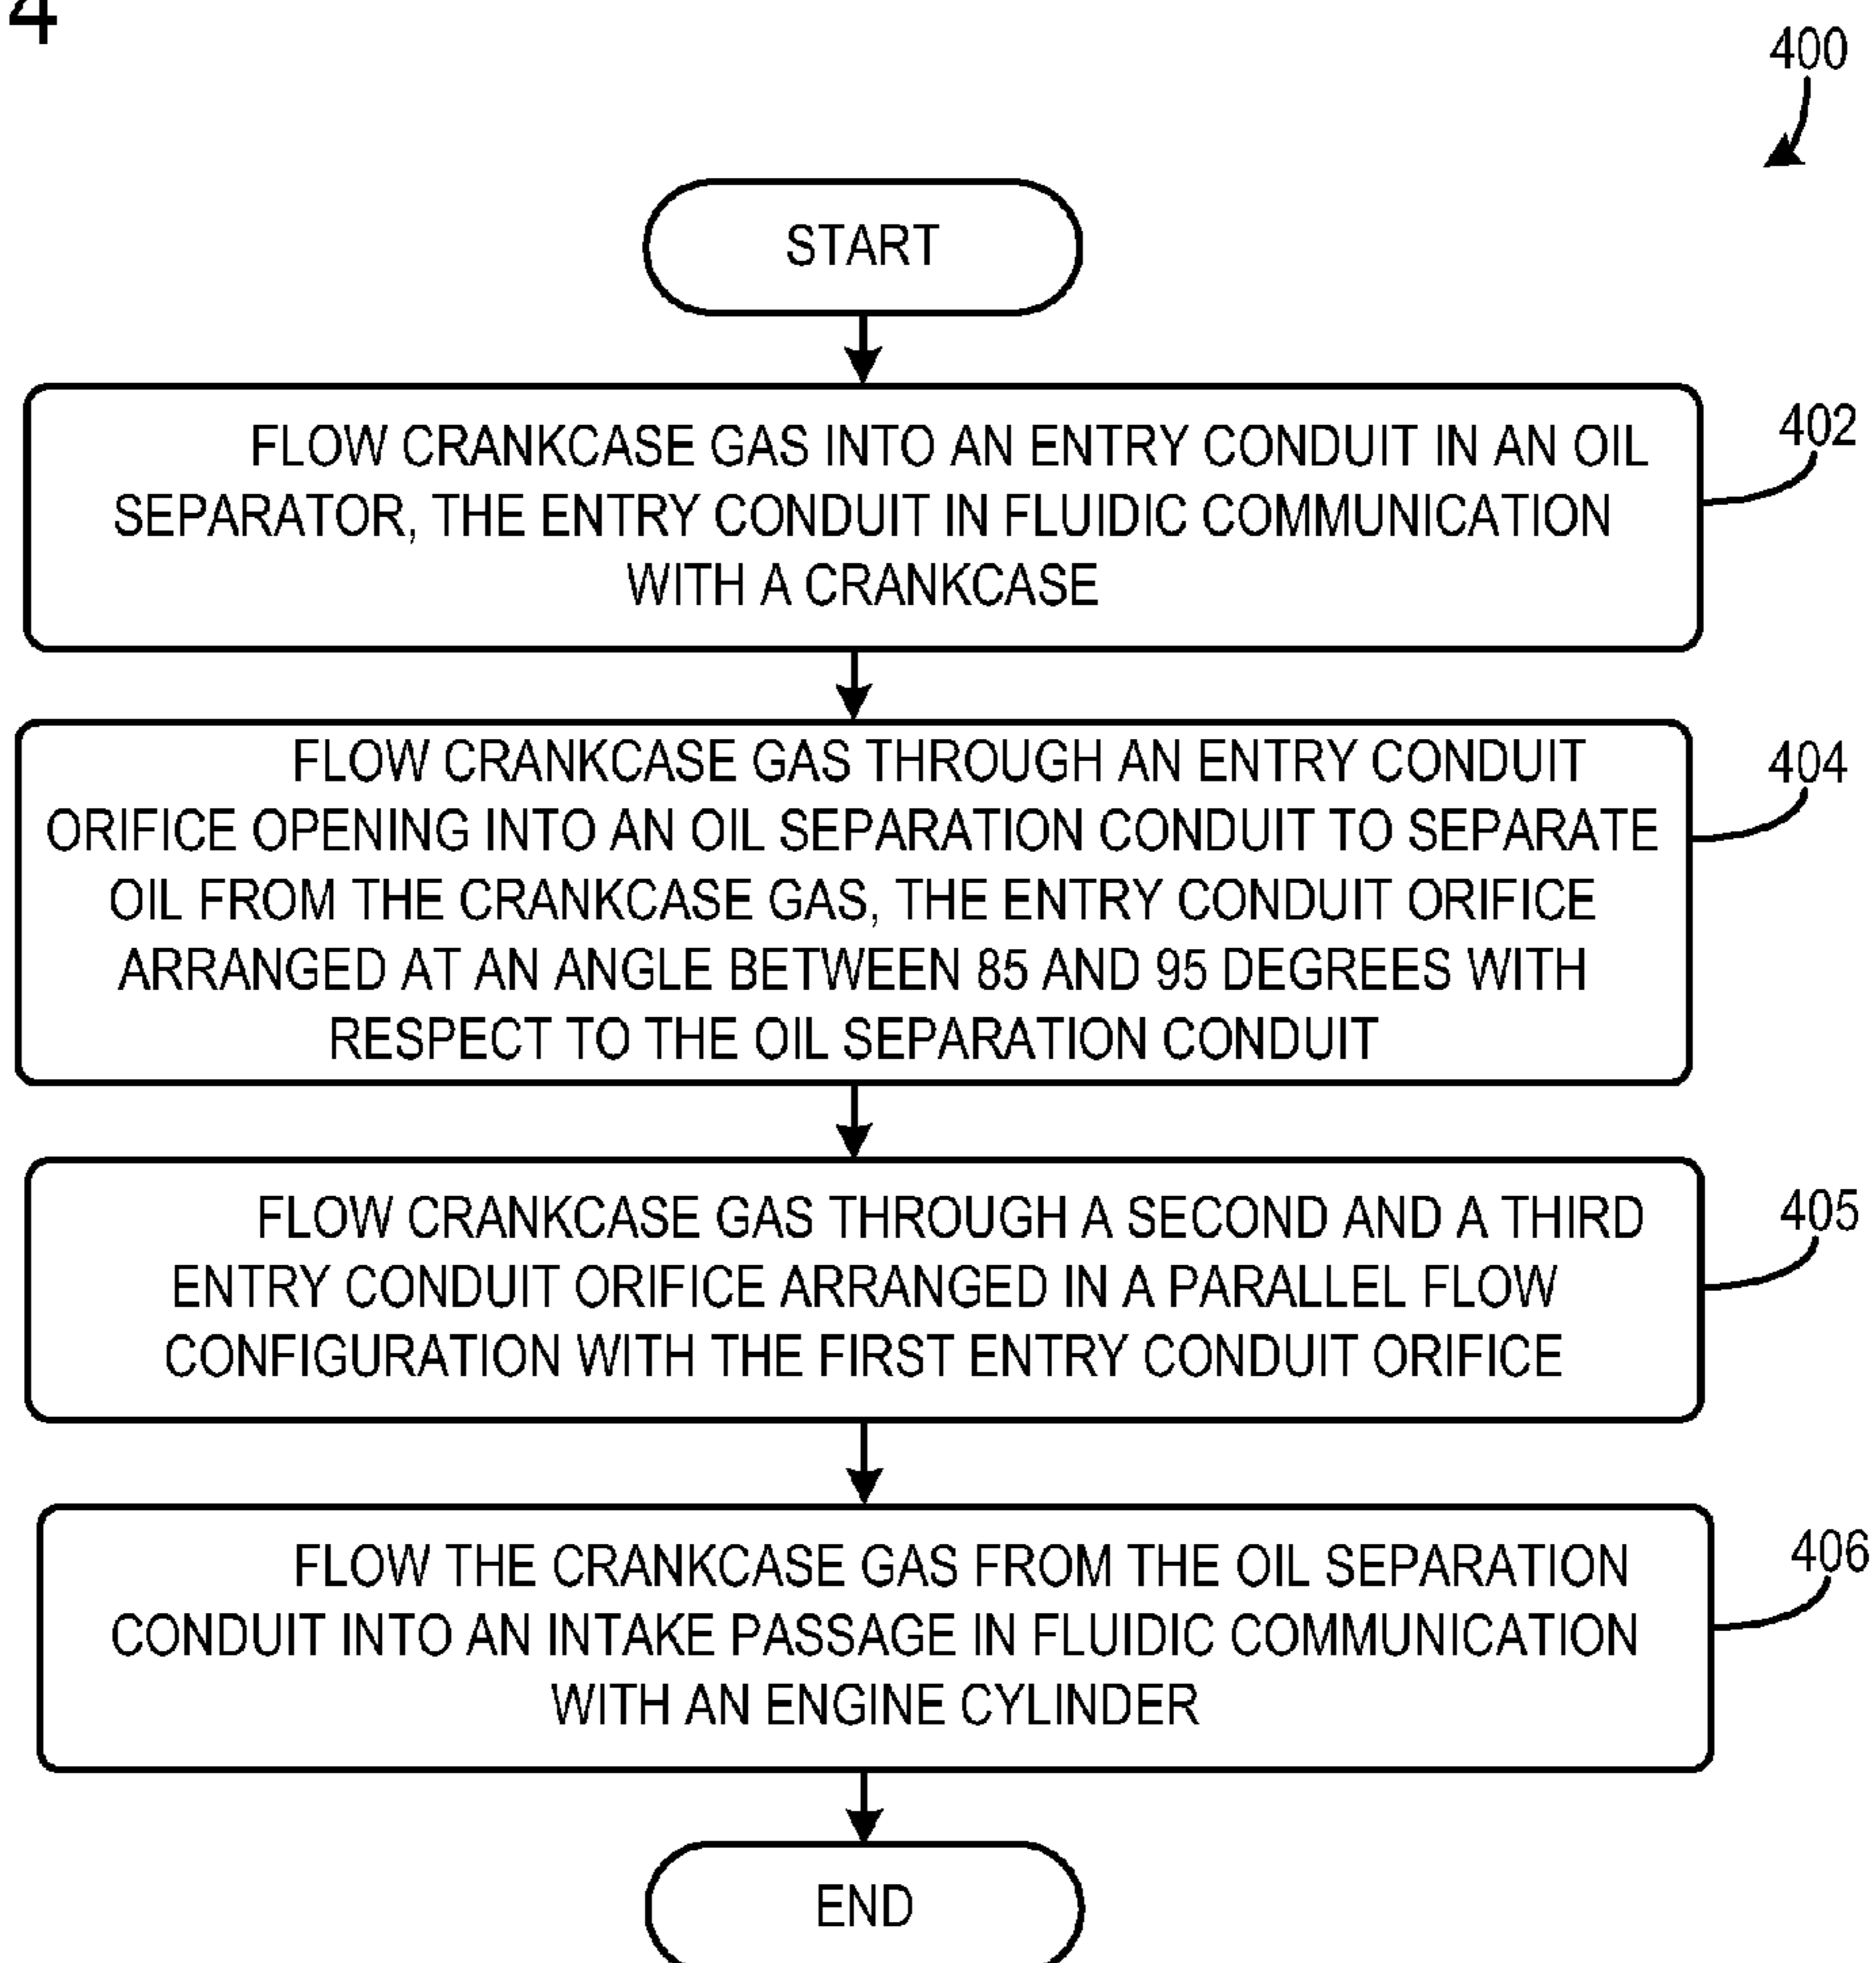 4
400
START
FLOW CRANKCASE GAS INTO AN ENTRY CONDUIT IN AN OIL
SEPARATOR, THE ENTRY CONDUIT IN FLUIDIC COMMUNICATION
WITH A CRANKCASE
402
FLOW CRANKCASE GAS THROUGH AN ENTRY CONDUIT
ORIFICE OPENING INTO AN OIL SEPARATION CONDUIT TO SEPARATE
OIL FROM THE CRANKCASE GAS, THE ENTRY CONDUIT ORIFICE
ARRANGED AT AN ANGLE BETWEEN 85 AND 95 DEGREES WITH
RESPECT TO THE OIL SEPARATION CONDUIT
404
FLOW CRANKCASE GAS THROUGH A SECOND AND A THIRD
ENTRY CONDUIT ORIFICE ARRANGED IN A PARALLEL FLOW
CONFIGURATION WITH THE FIRST ENTRY CONDUIT ORIFICE
405
FLOW THE CRANKCASE GAS FROM THE OIL SEPARATION
CONDUIT INTO AN INTAKE PASSAGE IN FLUIDIC COMMUNICATION
WITH AN ENGINE CYLINDER
406
END